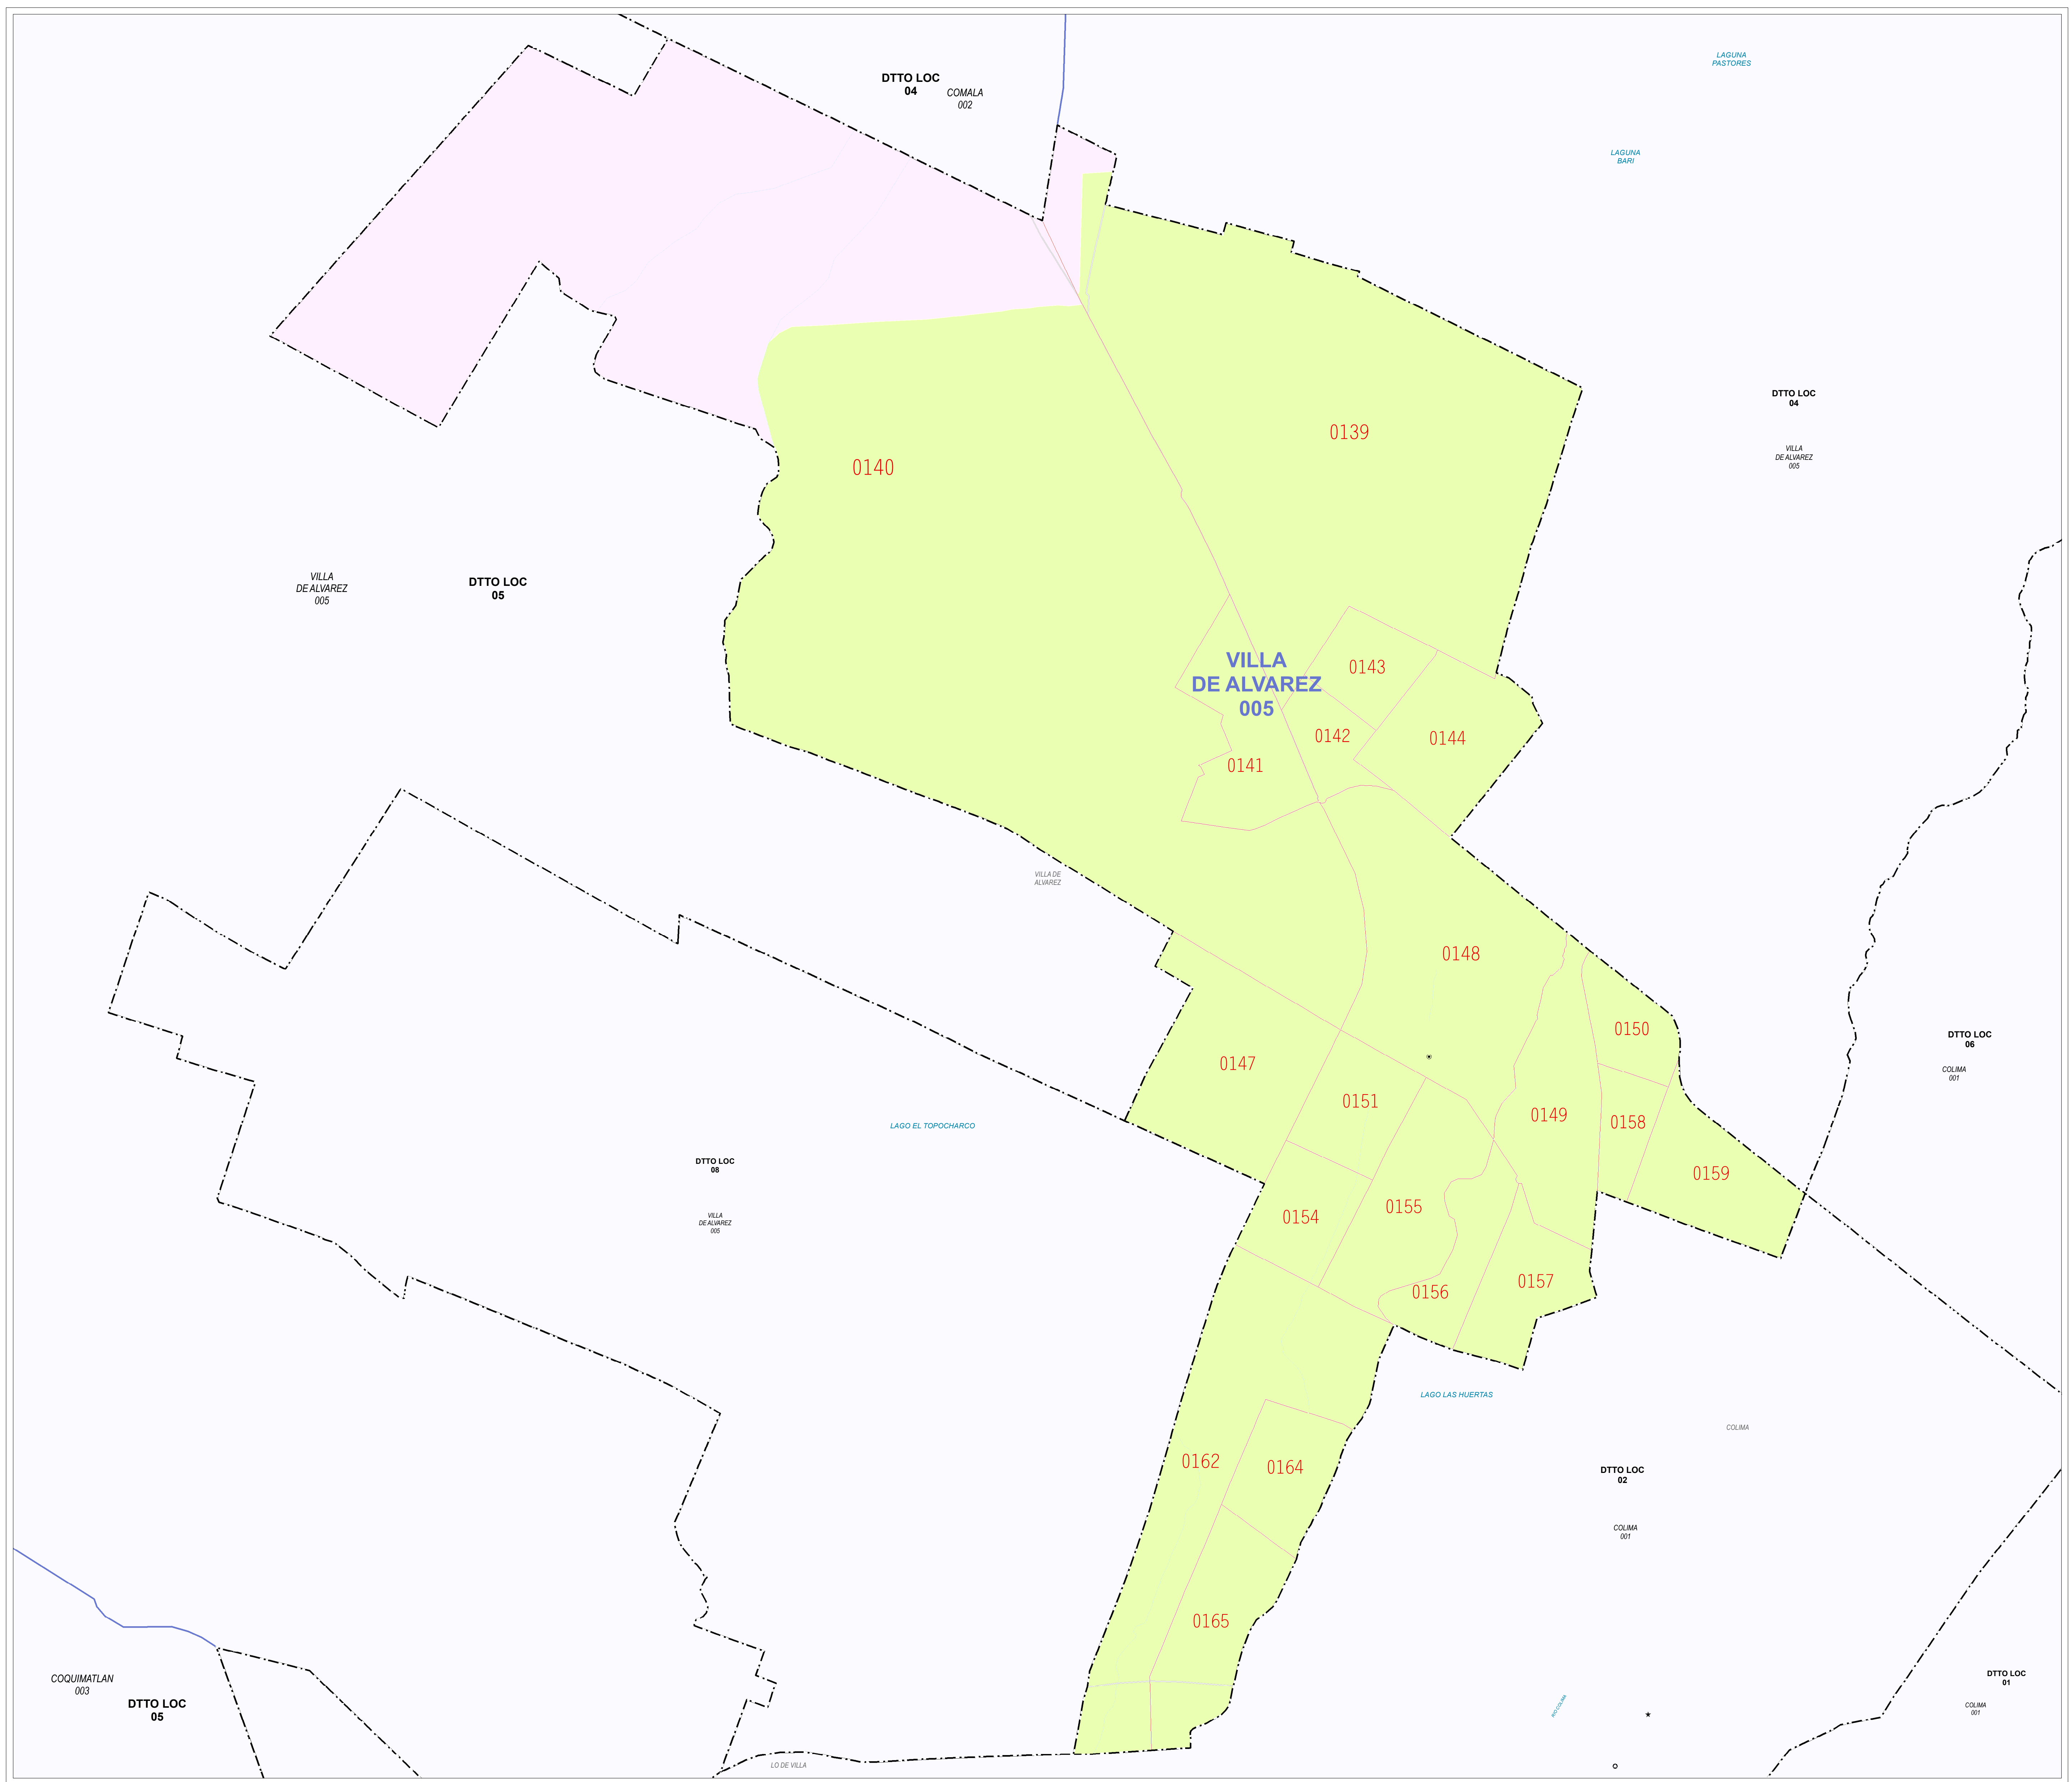 LAGUNA
PASTORES
DTTO LOC
04
COMALA
002
LAGUNA
BARI
DTTO LOC
04
VILLA
DE ALVAREZ
005
0139
0140
VILLA
DE ALVAREZ
005
DTTO LOC
05
VILLA
DE ALVAREZ
005
0143
0142
0144
0141
VILLA DE
ALVAREZ
0148
0150
0147
0151
0149
0158
0159
DTTO LOC
06
COLIMA
001
LAGO EL TOPOCHARCO
DTTO LOC
08
VILLA
DE ALVAREZ
005
0154
0155
0156
0157
LAGO LAS HUERTAS
COLIMA
0162
0164
DTTO LOC
02
COLIMA
001
0165
COQUIMATLAN
003
DTTO LOC
05
DTTO LOC
01
COLIMA
001
RIO COLIMA
LO DE VILLA